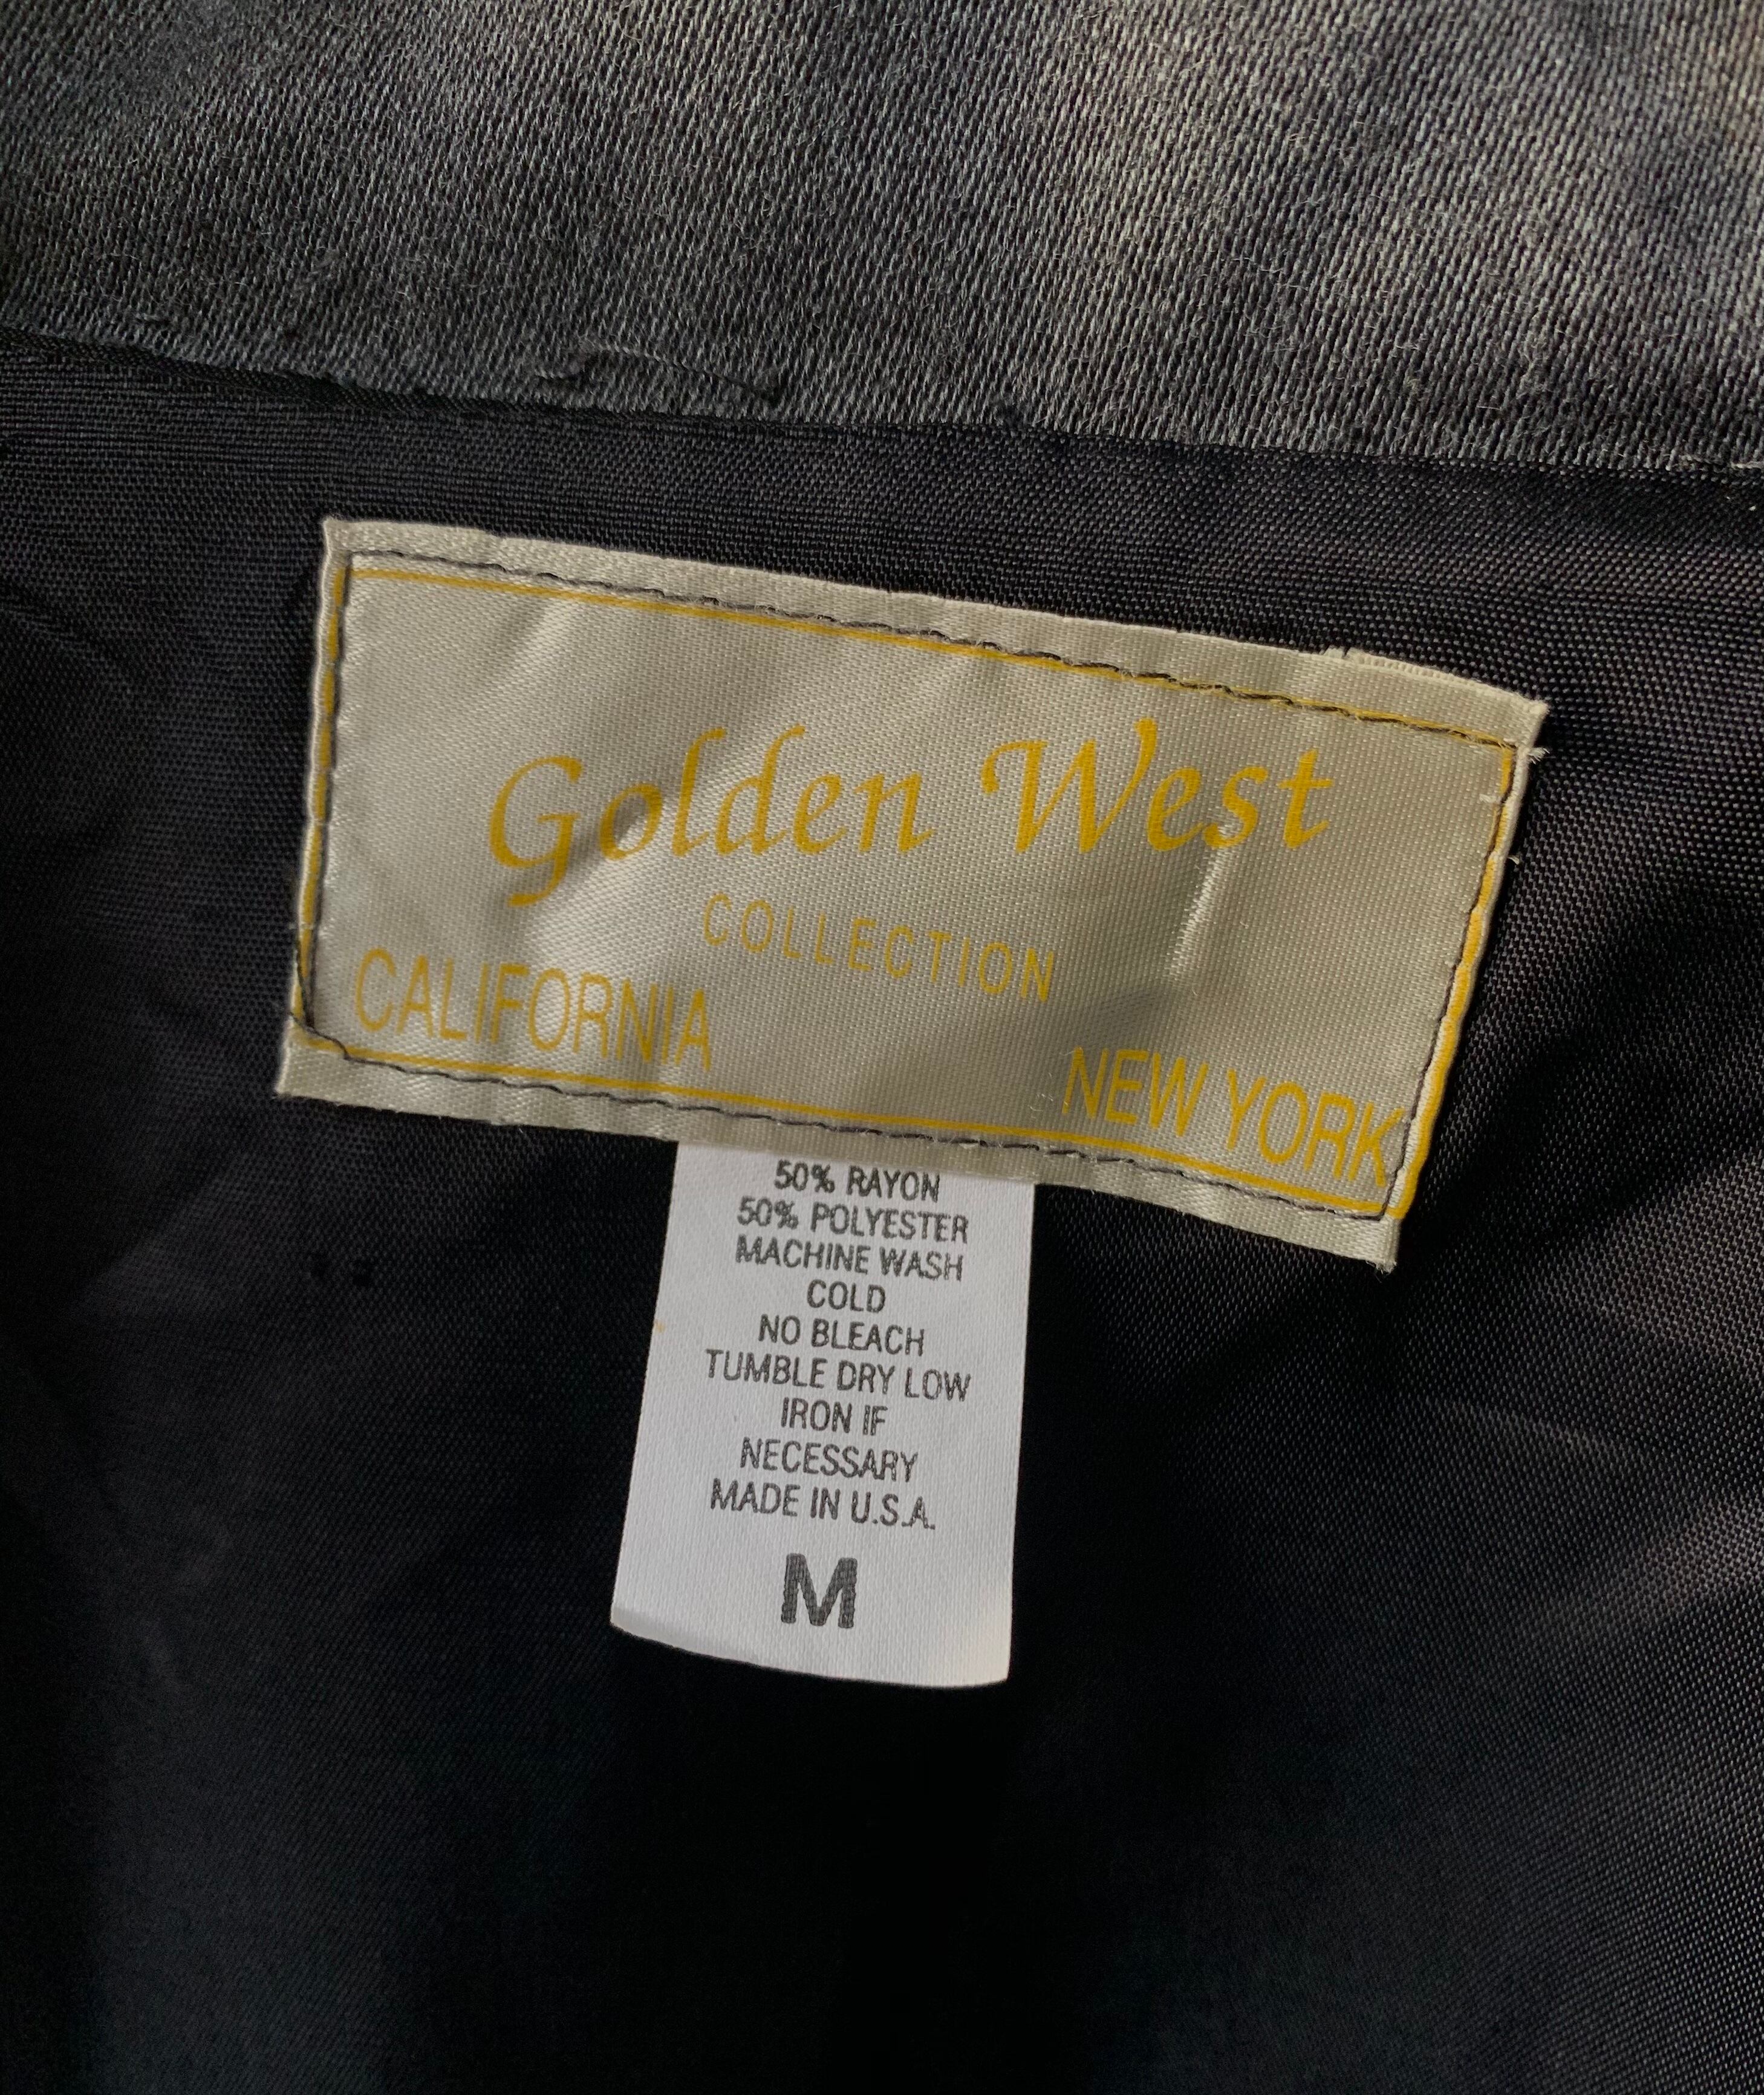 Golden West
COLLECTION
CALIFORNIA
NEW YORK
50% RAYON
50% POLYESTER
MACHINE WASH
COLD
NO BLEACH
TUMBLE DRY LOW
IRON IF
NECESSARY
MADE IN U.S.A.
M